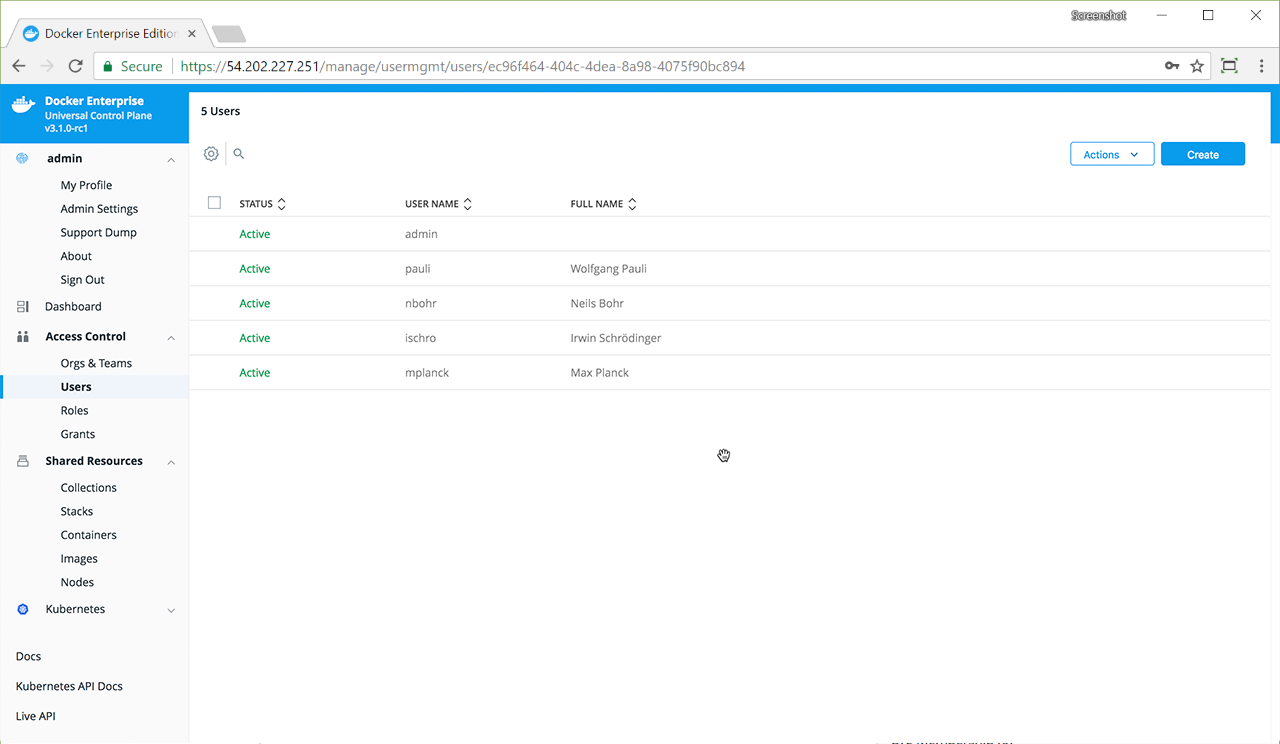 Screenshot
Docker Enterprise Edition
Secure
https://54.202.227.251/manage/usermgmt/users/ec96f464-404c-4dea-8a98-4075f90bc894
Docker Enterprise
Universal Control Plane
v3.1.0-rc1
admin
My Profile
Admin Settings
Support Dump
About
Sign Out
Dashboard
Access Control
Orgs & Teams
Users
Roles
Grants
Shared Resources
Collections
Stacks
Containers
Images
Nodes
Kubernetes
Docs
Kubernetes API Docs
Live API
5 Users
Actions
Create
STATUS USER NAME FULL NAME
Active admin
Active pauli Wolfgang Pauli
Active nbohr Neils Bohr
Active ischro Irwin Schrödinger
Active mplanck Max Planck